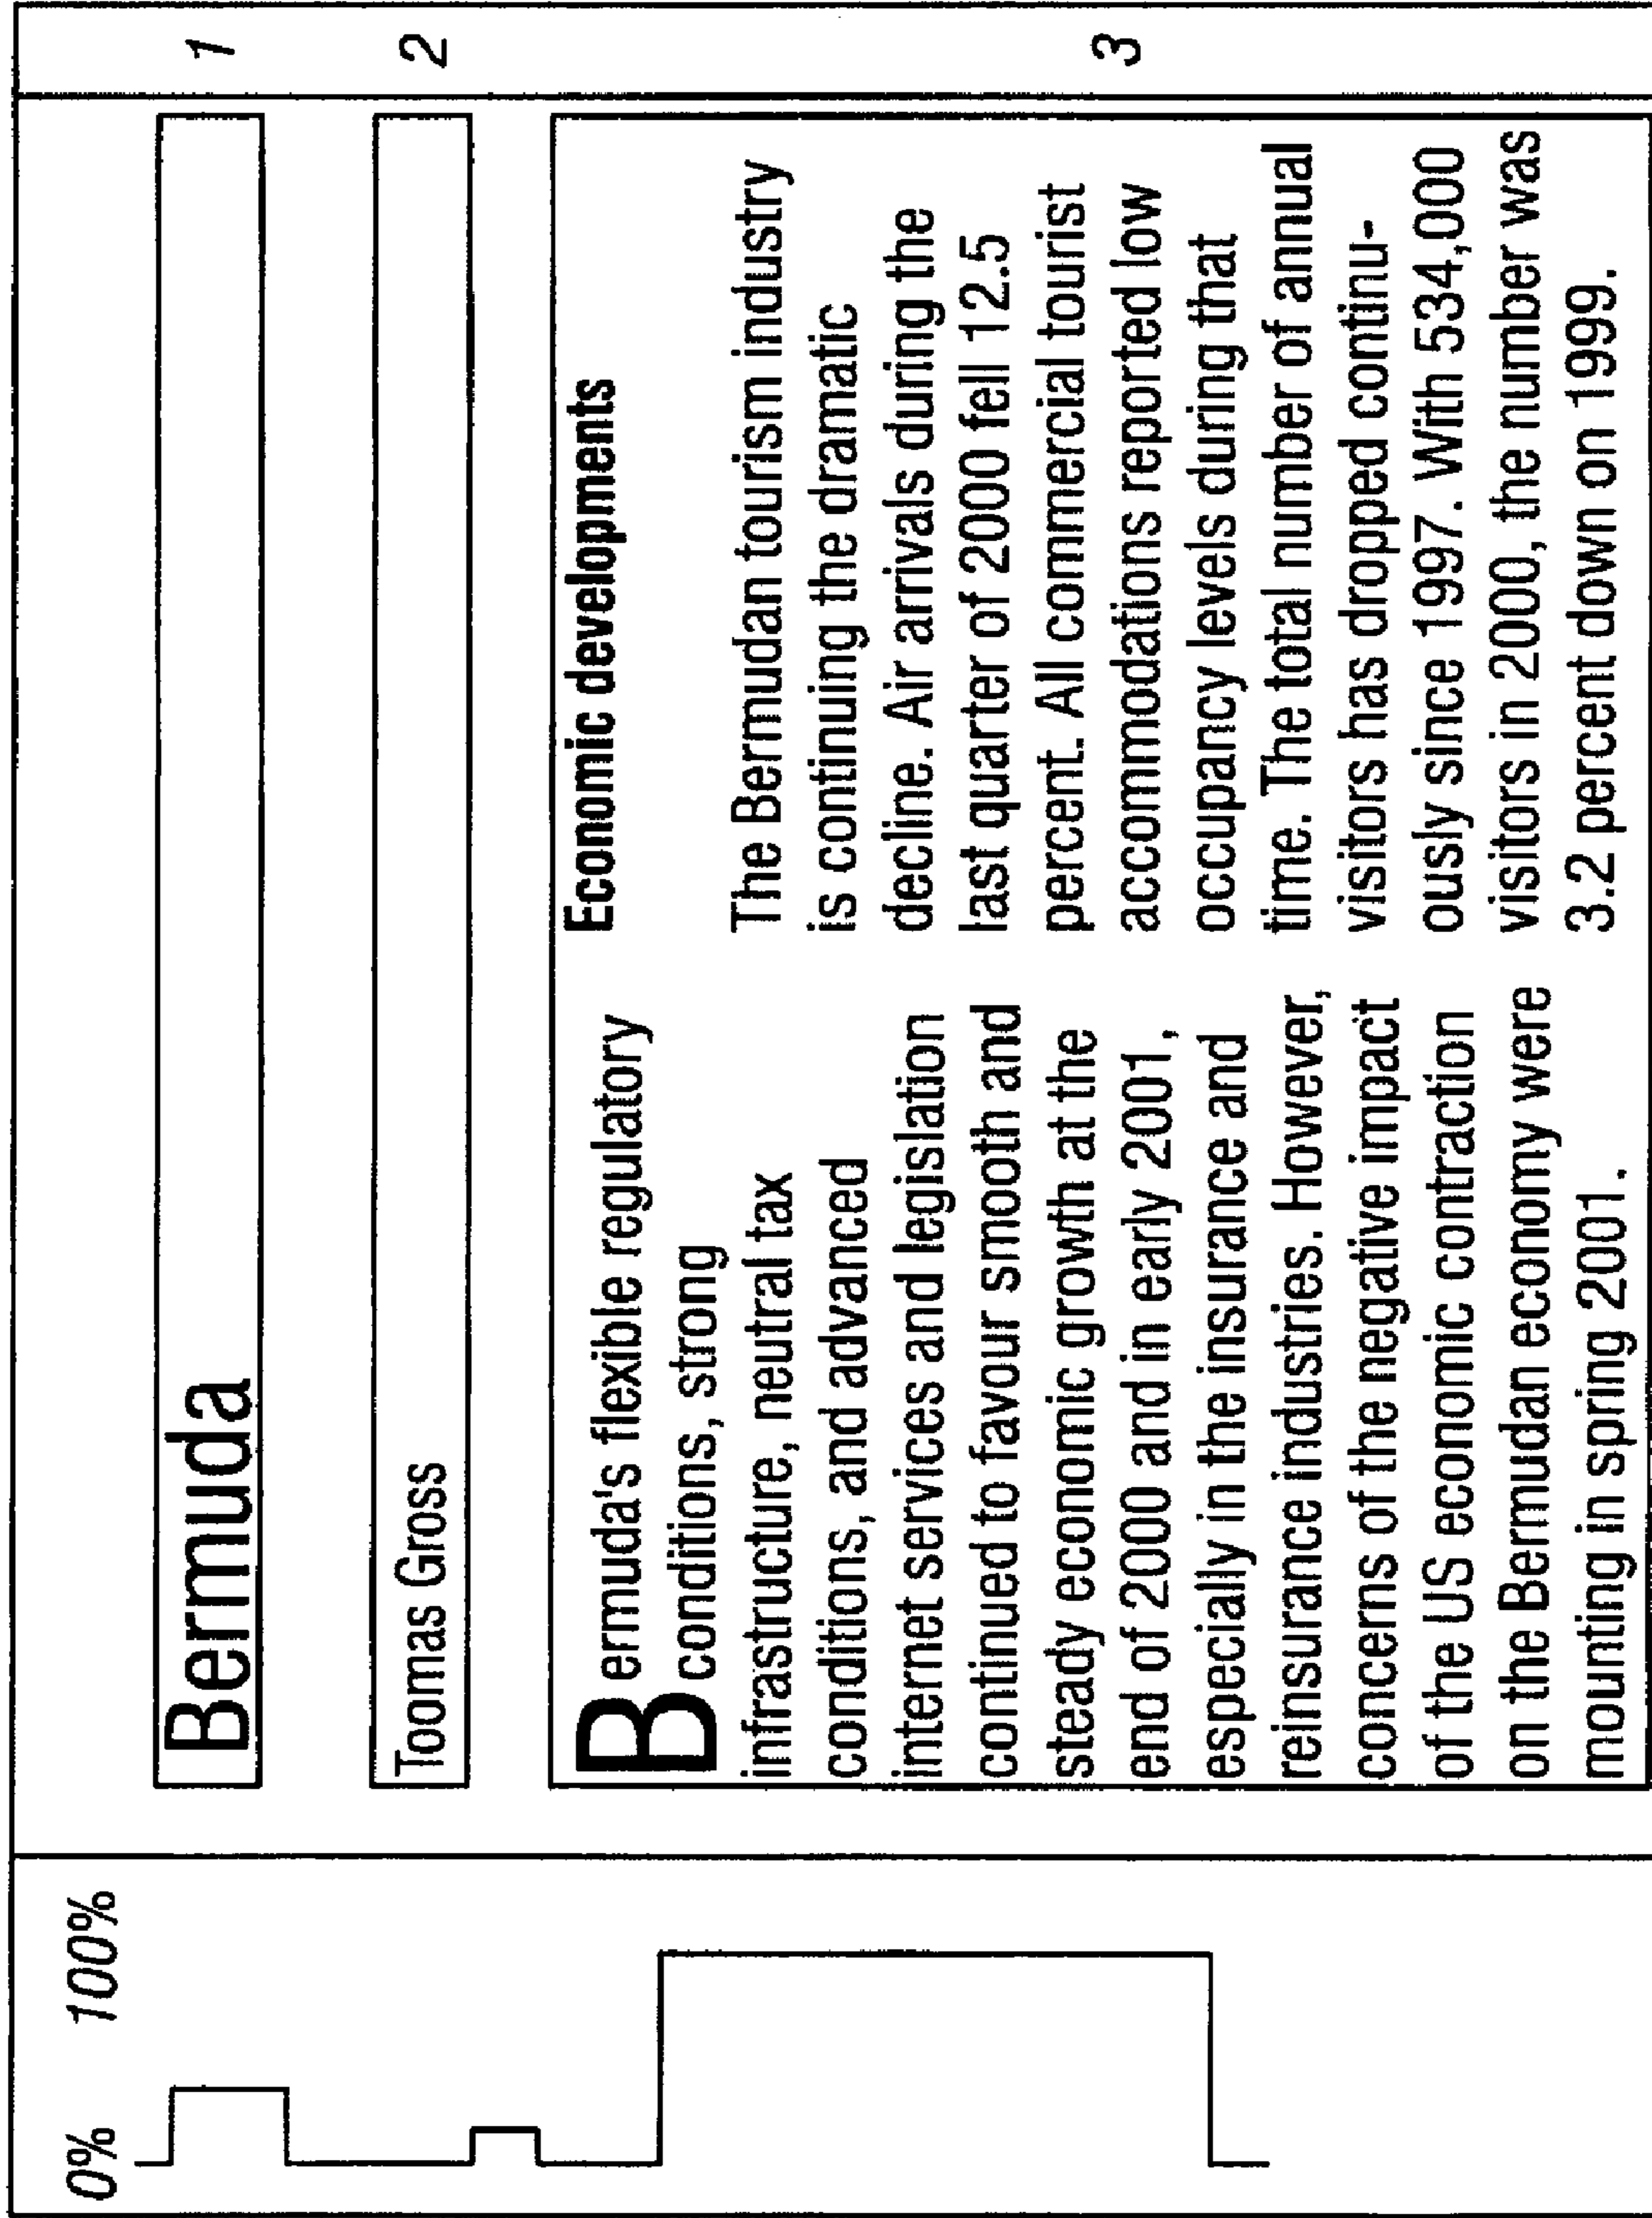 0% 100%
Bermuda
1
Toomas Gross
2
Bermuda's flexible regulatory
conditions, strong
infrastructure, neutral tax
conditions, and advanced
internet services and legislation
continued to favour smooth and
steady economic growth at the
end of 2000 and in early 2001,
especially in the insurance and
reinsurance industries. However,
concerns of the negative impact
of the US economic contraction
on the Bermudan economy were
mounting in spring 2001.
Economic developments
The Bermudan tourism industry
is continuing the dramatic
decline. Air arrivals during the
last quarter of 2000 fell 12.5
percent. All commercial tourist
accommodations reported low
occupancy levels during that
time. The total number of annual
visitors has dropped continu-
ously since 1997. With 534,000
visitors in 2000, the number was
3.2 percent down on 1999.
3